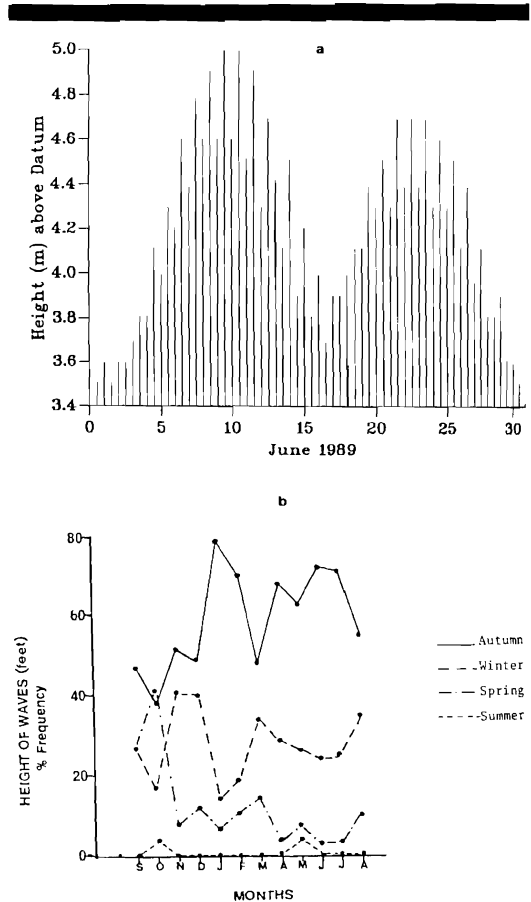 a
Height (m) above Datum
5.0
4.8
4.6
4.4
4.2
4.0
3.8
3.6
3.4
0 5 10 15 20 25 30
June 1989
b
HEIGHT OF WAVES (feet)
% Frequency
80
60
40
20
0
Autumn
Winter
Spring
Summer
S O N D J F M A M J J A
MONTHS